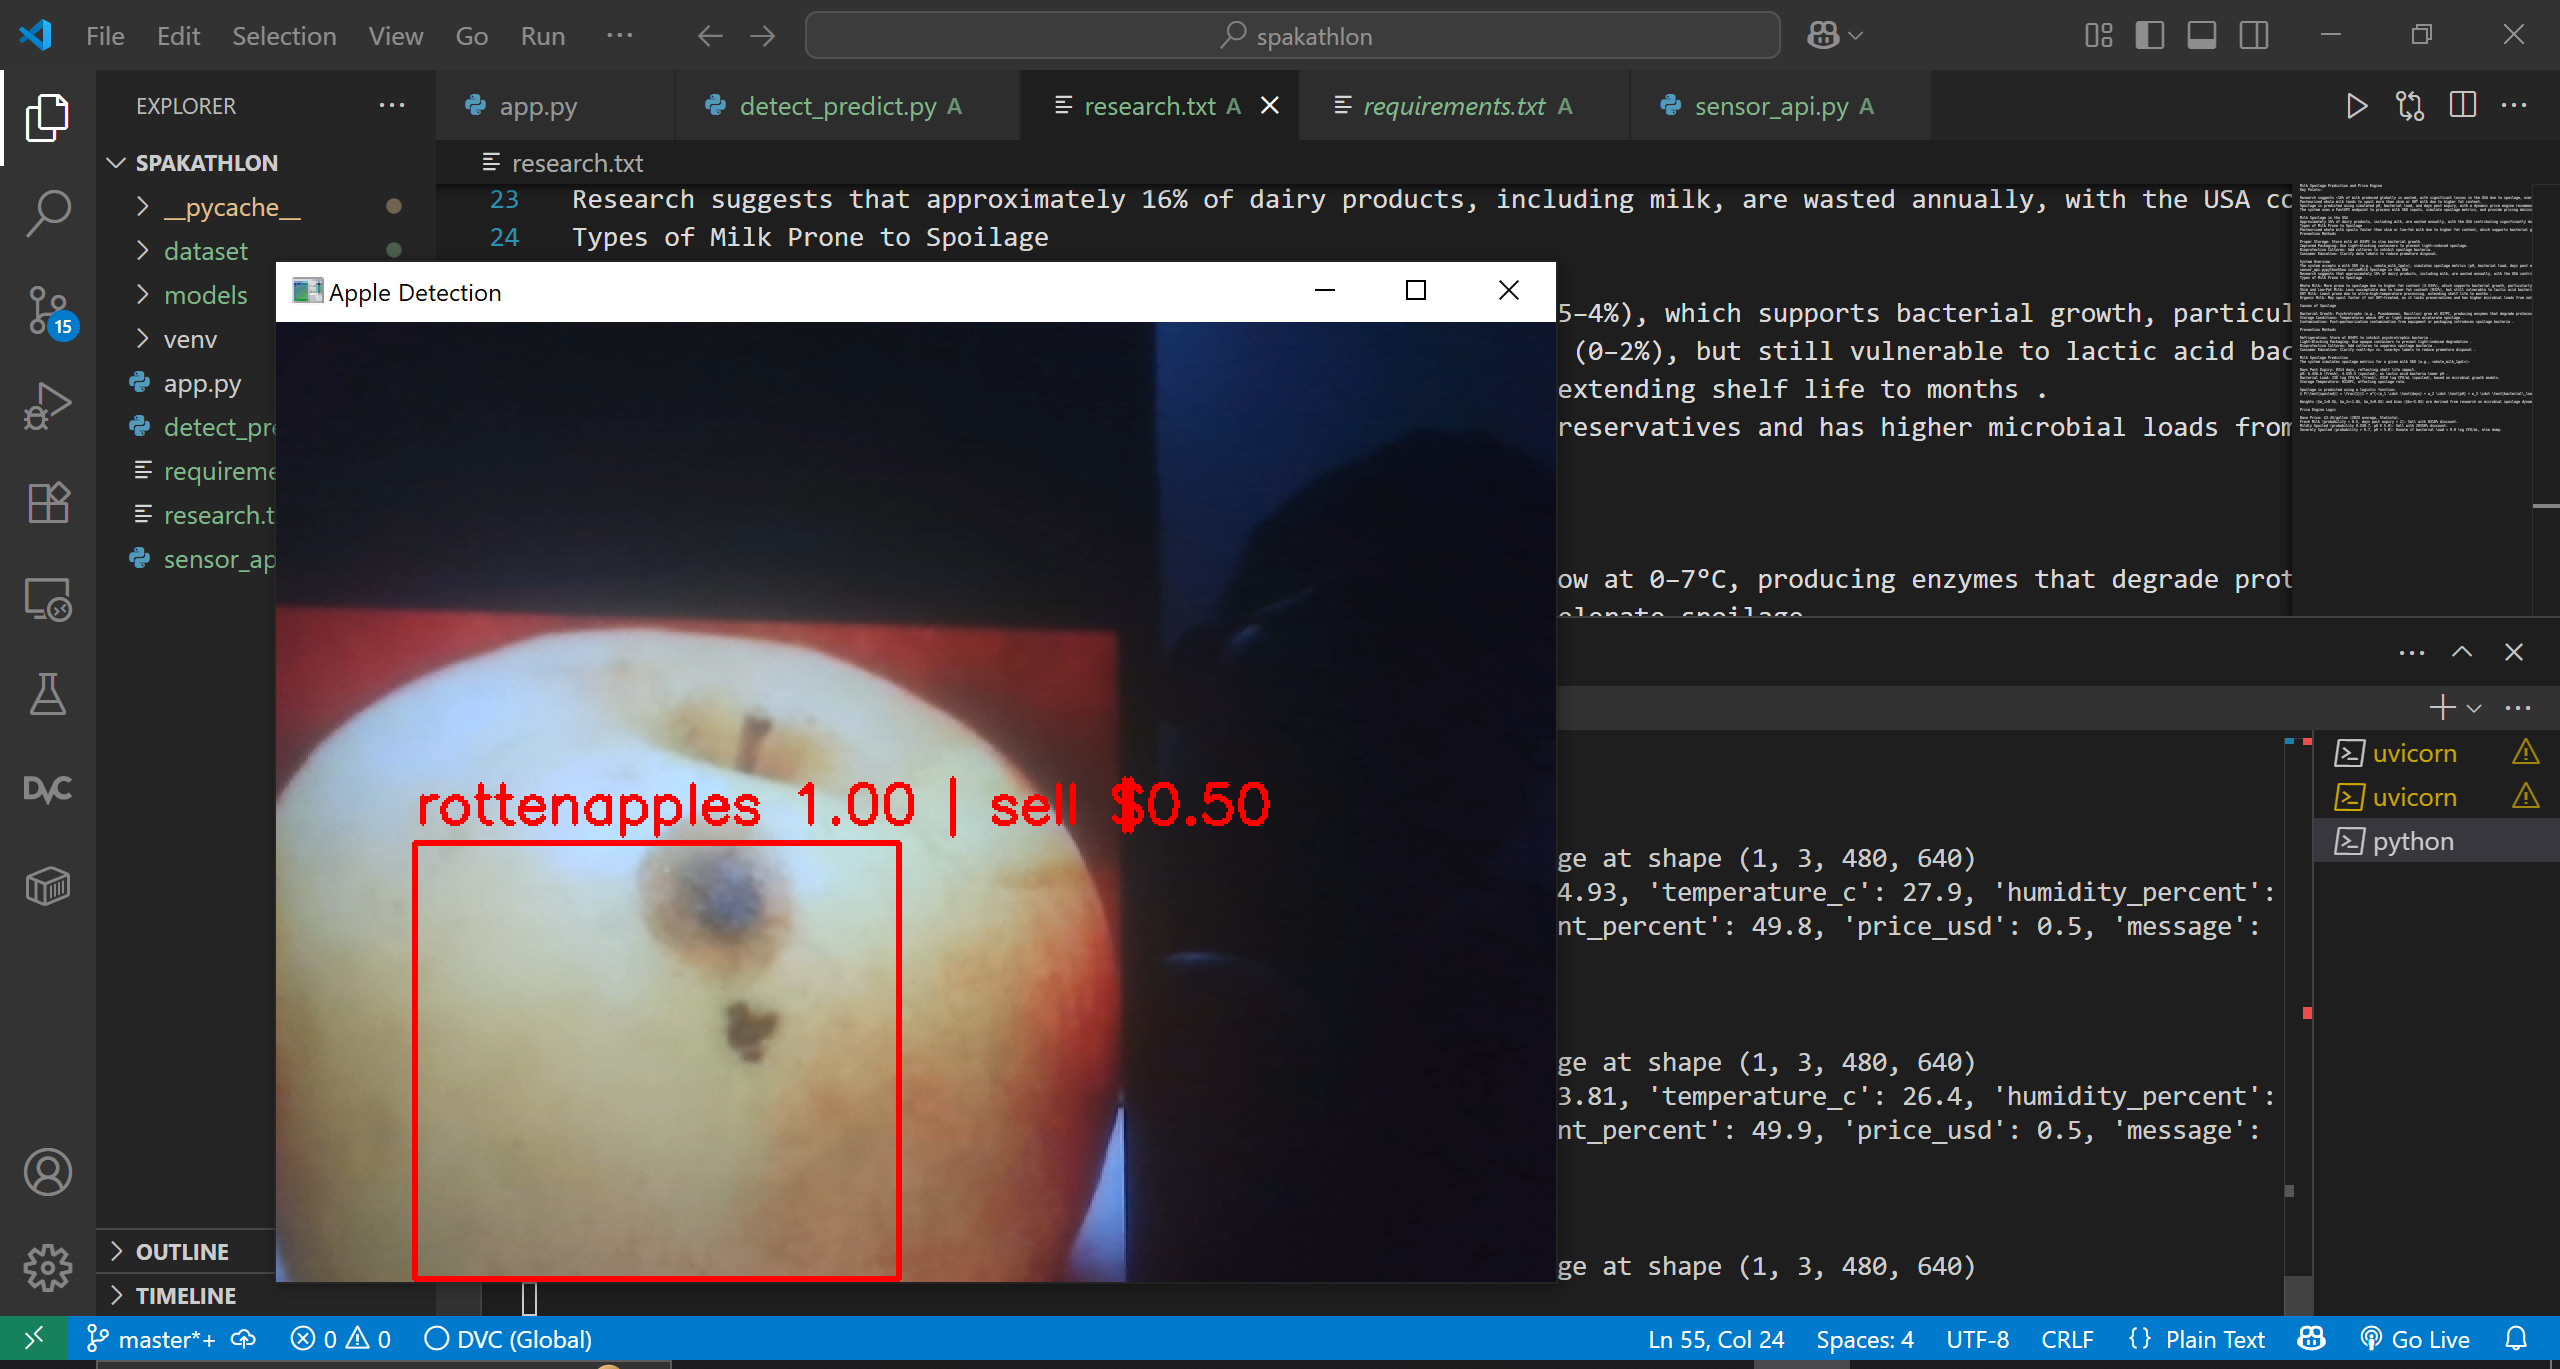 File Edit Selection View Go Run ...
spakathlon
EXPLORER
SPAKATHLON
__pycache__
dataset
models
venv
app.py
detect_pre
requireme
research.t
sensor_ap
OUTLINE
TIMELINE
app.py
detect_predict.py A
research.txt A
requirements.txt A
sensor_api.py A
research.txt
23 Research suggests that approximately 16% of dairy products, including milk, are wasted annually, with the USA co
24 Types of Milk Prone to Spoilage
5–4%), which supports bacterial growth, particul
(0–2%), but still vulnerable to lactic acid bac
extending shelf life to months .
reservatives and has higher microbial loads from
ow at 0–7°C, producing enzymes that degrade prot
Apple Detection
rottenapples 1.00 | sell $0.50
ge at shape (1, 3, 480, 640)
4.93, 'temperature_c': 27.9, 'humidity_percent':
nt_percent': 49.8, 'price_usd': 0.5, 'message':
ge at shape (1, 3, 480, 640)
3.81, 'temperature_c': 26.4, 'humidity_percent':
nt_percent': 49.9, 'price_usd': 0.5, 'message':
ge at shape (1, 3, 480, 640)
uvicorn
uvicorn
python
15
DVC
master*+ 0 0 DVC (Global)
Ln 55, Col 24 Spaces: 4 UTF-8 CRLF {} Plain Text Go Live